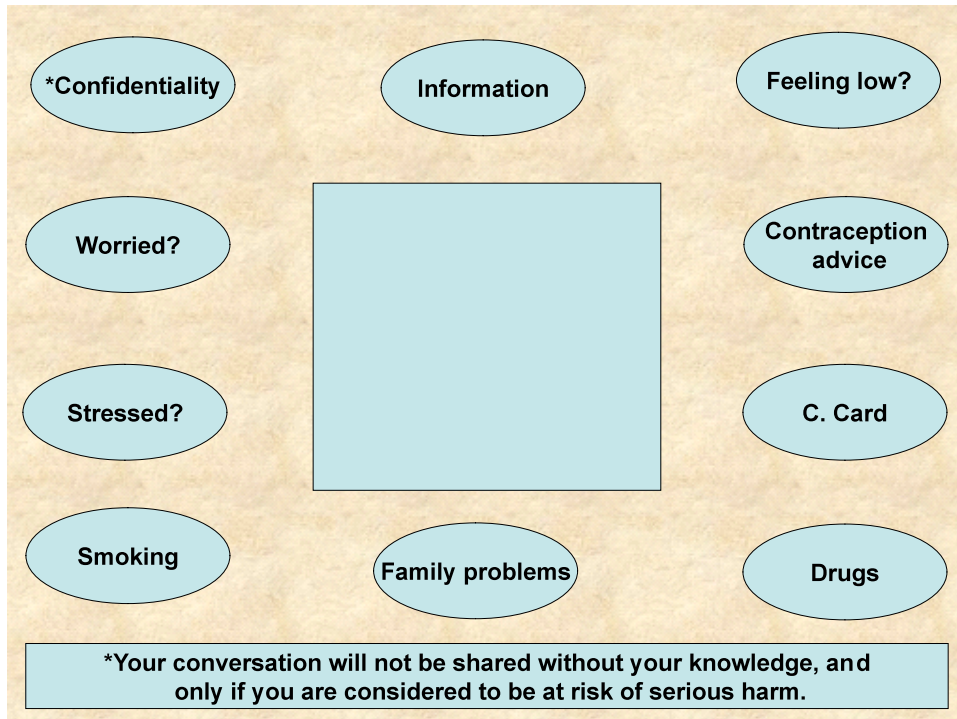 *Confidentiality
Information
Feeling low?
Worried?
Contraception
advice
Stressed?
C. Card
Smoking
Family problems
Drugs
*Your conversation will not be shared without your knowledge, and
only if you are considered to be at risk of serious harm.